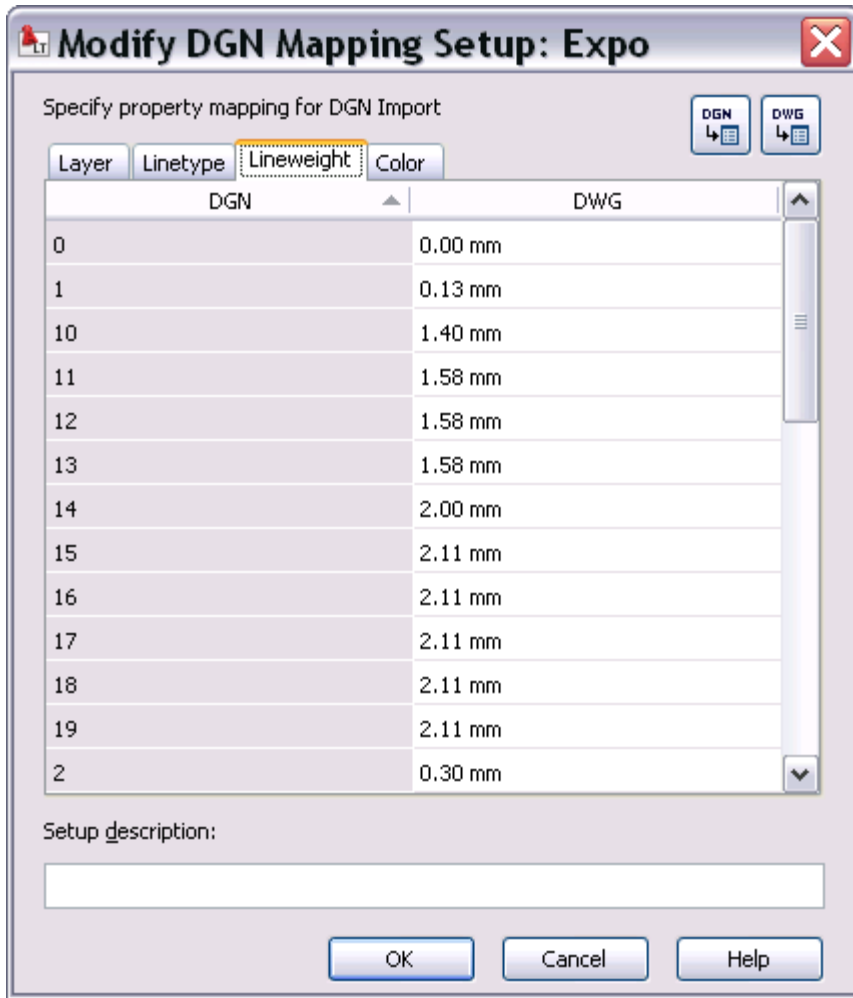 LT Modify DGN Mapping Setup: Expo
Specify property mapping for DGN Import
DGN DWG
Layer Linetype Lineweight Color
DGN DWG
0 0.00 mm
1 0.13 mm
10 1.40 mm
11 1.58 mm
12 1.58 mm
13 1.58 mm
14 2.00 mm
15 2.11 mm
16 2.11 mm
17 2.11 mm
18 2.11 mm
19 2.11 mm
2 0.30 mm
Setup description:
OK Cancel Help